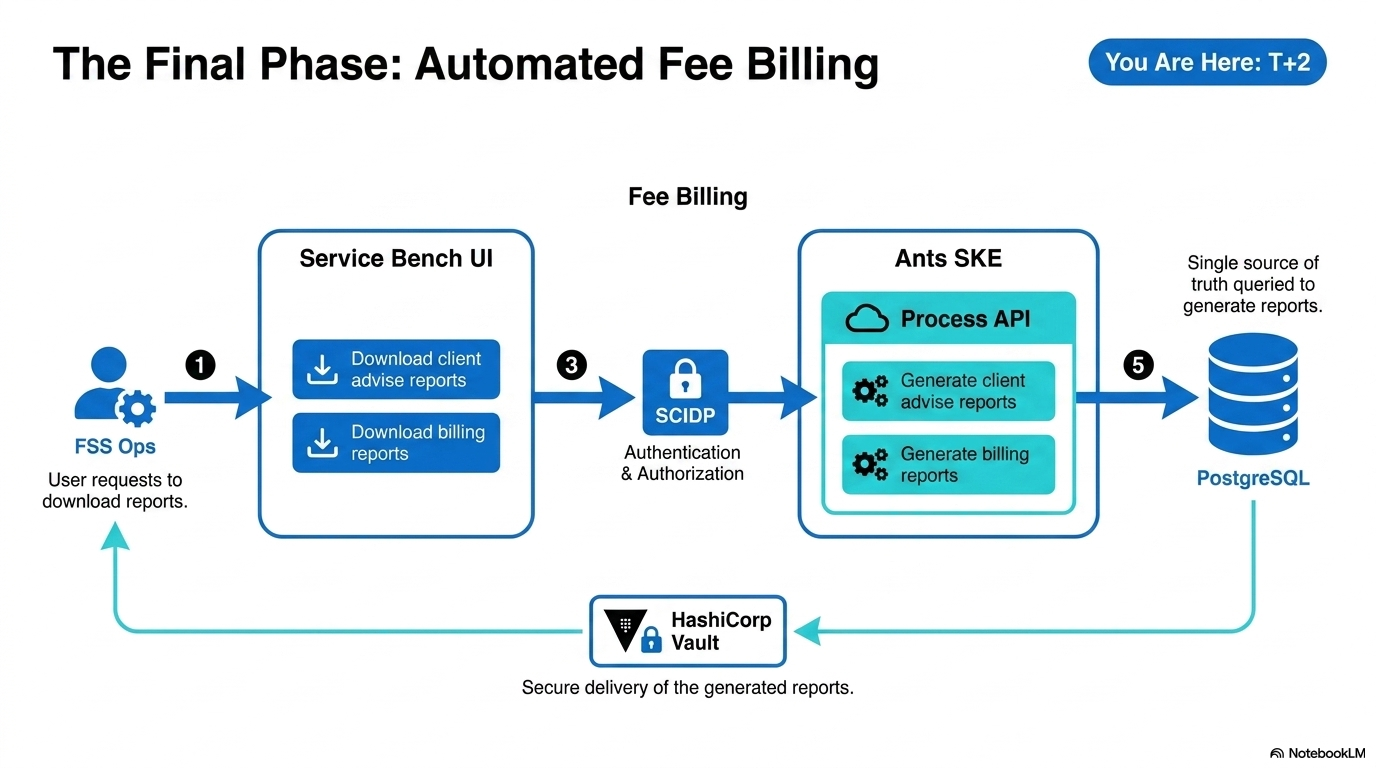 The Final Phase: Automated Fee Billing
You Are Here: T+2
Fee Billing
Service Bench UI
Download client
advise reports
Download billing
reports
1
FSS Ops
User requests to
download reports.
3
SCIDP
Authentication
& Authorization
Ants SKE
Process API
Generate client
advise reports
Generate billing
reports
5
Single source of
truth queried to
generate reports.
PostgreSQL
HashiCorp
Vault
Secure delivery of the generated reports.
NotebookLM